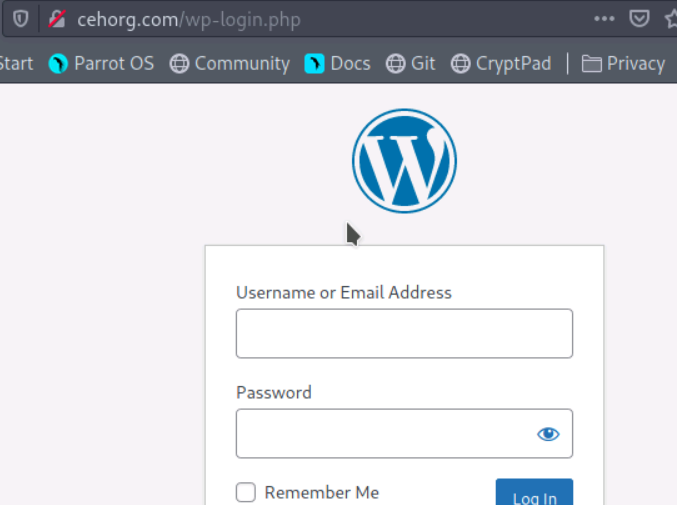 cehorg.com/wp-login.php
Start Parrot OS Community Docs Git CryptPad Privacy
Username or Email Address
Password
Remember Me
Log In